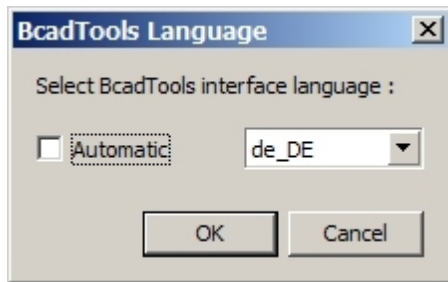 BcadTools Language
Select BcadTools interface language :
Automatic de_DE
OK Cancel